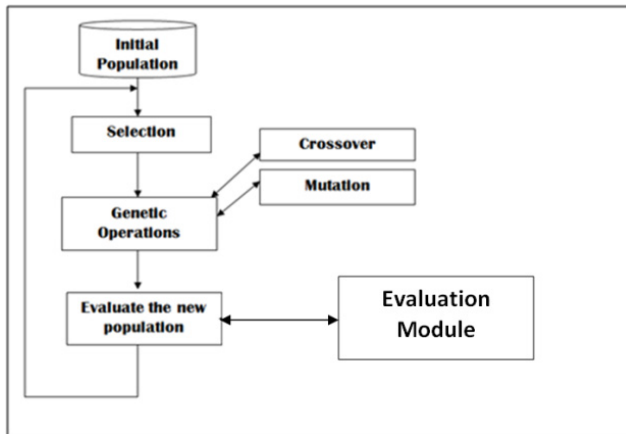 Initial
Population
Selection
Crossover
Mutation
Genetic
Operations
Evaluate the new
population
Evaluation
Module